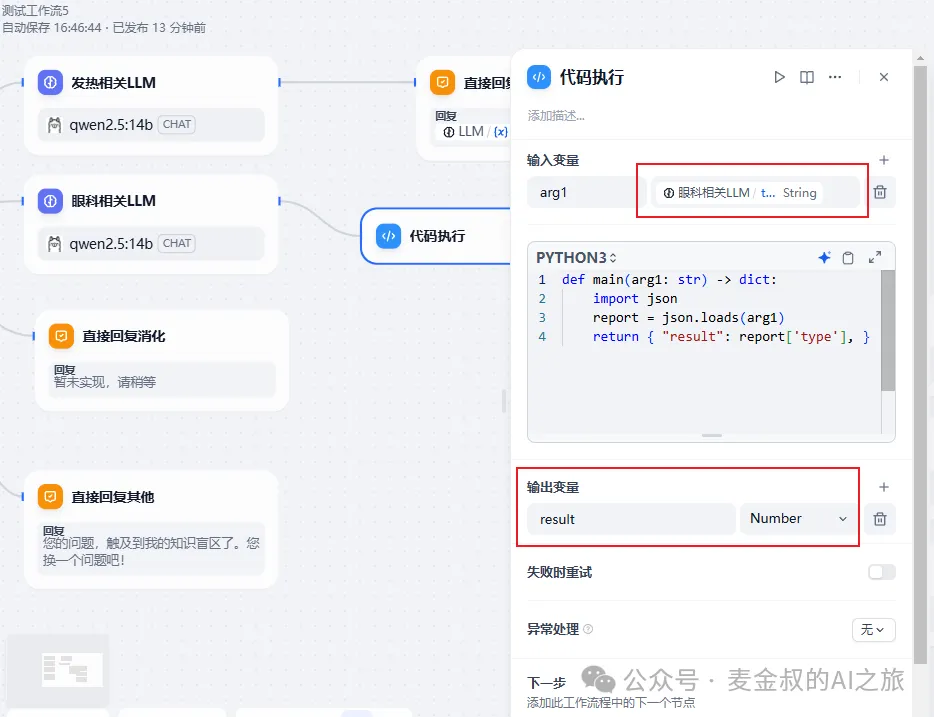 测试工作流5
自动保存 16:46:44 · 已发布 13 分钟前
发热相关LLM
qwen2.5:14b CHAT
眼科相关LLM
qwen2.5:14b CHAT
直接回复消化
回复
暂未实现，请稍等
直接回复其他
回复
您的问题，触及到我的知识盲区了。您
换一个问题吧！
直接回复
回复
LLM / {x}
代码执行
代码执行
添加描述...
输入变量
arg1
眼科相关LLM / t... String
PYTHON3
1 def main(arg1: str) -> dict:
2 import json
3 report = json.loads(arg1)
4 return { "result": report['type'], }
输出变量
result
Number
失败时重试
异常处理
无
下一步
添加此工作流程中的下一个节点
公众号 · 麦金叔的AI之旅